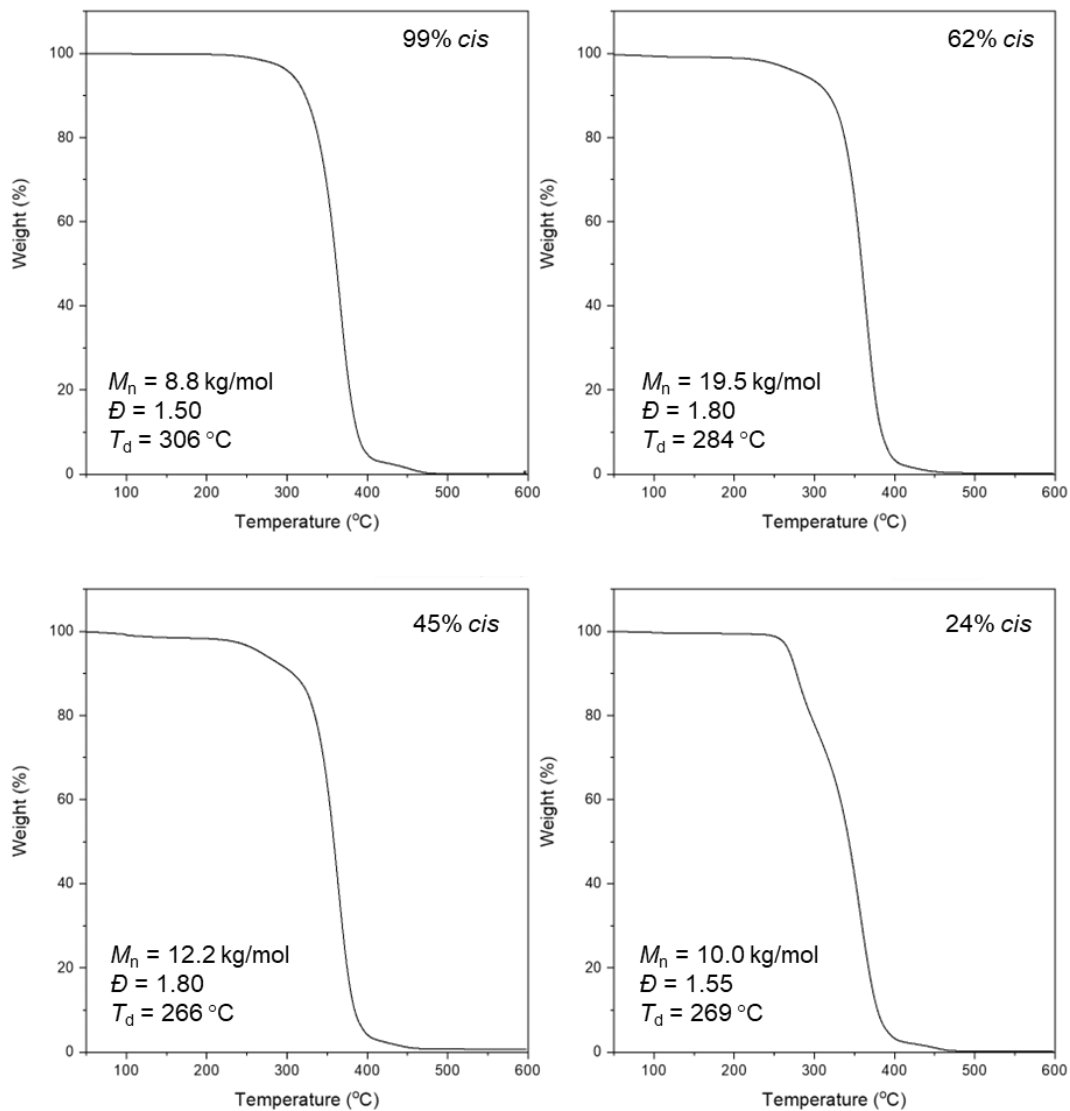 99% cis
Weight (%)
100
80
60
40
20
0
Mn = 8.8 kg/mol
Đ = 1.50
Td = 306 °C
100 200 300 400 500 600
Temperature (oC)
62% cis
Weight (%)
100
80
60
40
20
0
Mn = 19.5 kg/mol
Đ = 1.80
Td = 284 °C
100 200 300 400 500 600
Temperature (oC)
45% cis
Weight (%)
100
80
60
40
20
0
Mn = 12.2 kg/mol
Đ = 1.80
Td = 266 °C
100 200 300 400 500 600
Temperature (oC)
24% cis
Weight (%)
100
80
60
40
20
0
Mn = 10.0 kg/mol
Đ = 1.55
Td = 269 °C
100 200 300 400 500 600
Temperature (oC)